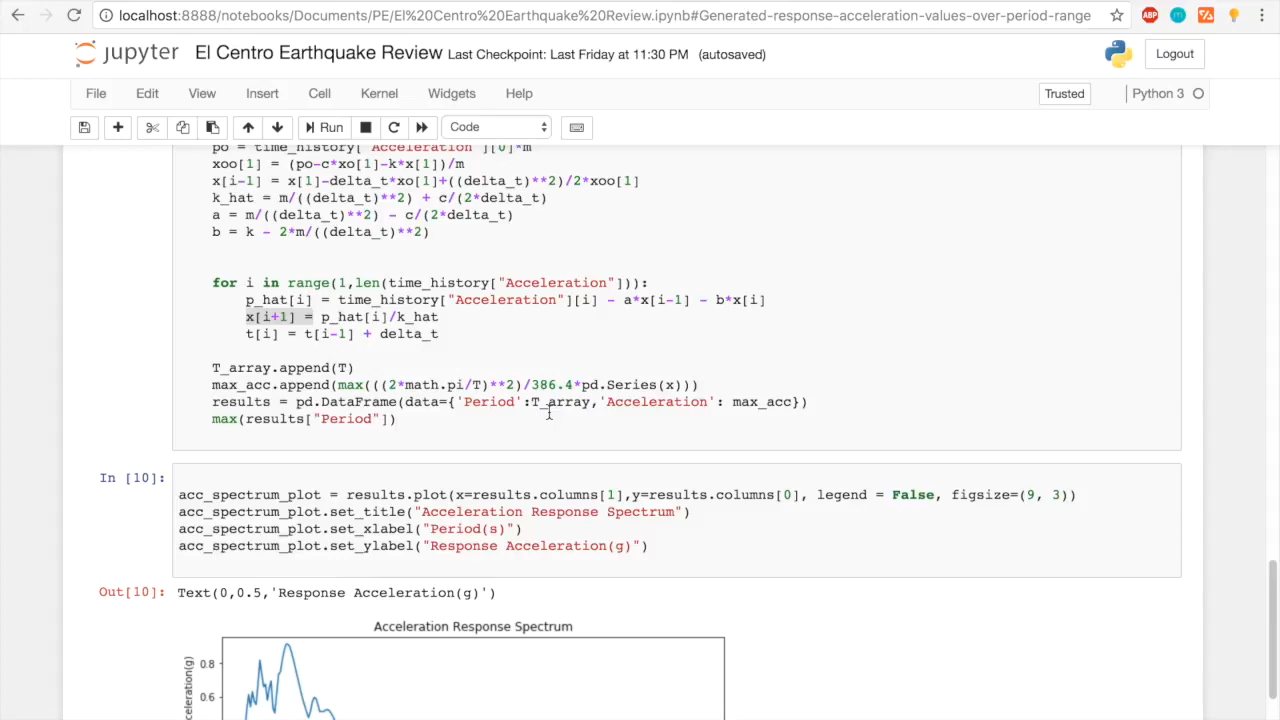 localhost:8888/notebooks/Documents/PE/El%20Centro%20Earthquake%20Review.ipynb#Generated-response-acceleration-values-over-period-range
ABP
jupyter El Centro Earthquake Review Last Checkpoint: Last Friday at 11:30 PM (autosaved)
Logout
File Edit View Insert Cell Kernel Widgets Help
Trusted Python 3
Run Code
po = time_history["Acceleration"][0]*m
xoo[1] = (po-c*xo[1]-k*x[1])/m
x[i-1] = x[1]-delta_t*xo[1]+((delta_t)**2)/2*xoo[1]
k_hat = m/((delta_t)**2) + c/(2*delta_t)
a = m/((delta_t)**2) - c/(2*delta_t)
b = k - 2*m/((delta_t)**2)
for i in range(1,len(time_history["Acceleration"])):
p_hat[i] = time_history["Acceleration"][i] - a*x[i-1] - b*x[i]
x[i+1] = p_hat[i]/k_hat
t[i] = t[i-1] + delta_t
T_array.append(T)
max_acc.append(max(((2*math.pi/T)**2)/386.4*pd.Series(x)))
results = pd.DataFrame(data={'Period':T_array,'Acceleration': max_acc})
max(results["Period"])
In [10]:
acc_spectrum_plot = results.plot(x=results.columns[1],y=results.columns[0], legend = False, figsize=(9, 3))
acc_spectrum_plot.set_title("Acceleration Response Spectrum")
acc_spectrum_plot.set_xlabel("Period(s)")
acc_spectrum_plot.set_ylabel("Response Acceleration(g)")
Out[10]: Text(0,0.5,'Response Acceleration(g)')
Acceleration Response Spectrum
0.8
0.6
celeration(g)